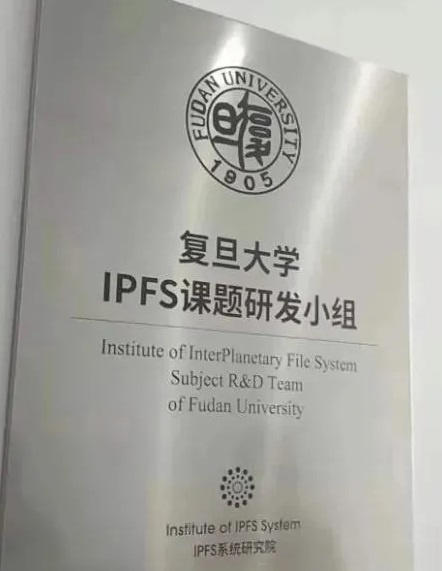 FUDAN UNIVERSITY
復旦
1905
复旦大学
IPFS课题研发小组
Institute of InterPlanetary File System
Subject R&D Team
of Fudan University
Institute of IPFS System
IPFS系统研究院